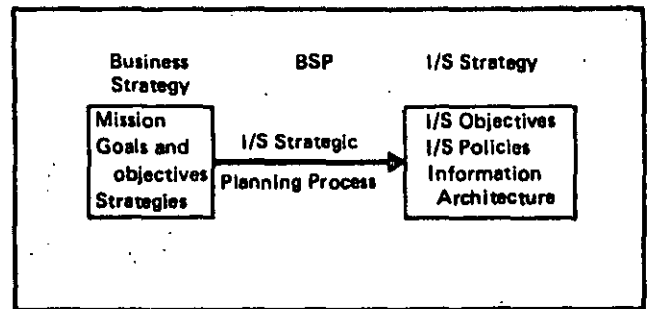 Business Strategy
BSP
I/S Strategy
Mission
Goals and
objectives
Strategies
I/S Strategic
Planning Process
I/S Objectives
I/S Policies
Information
Architecture